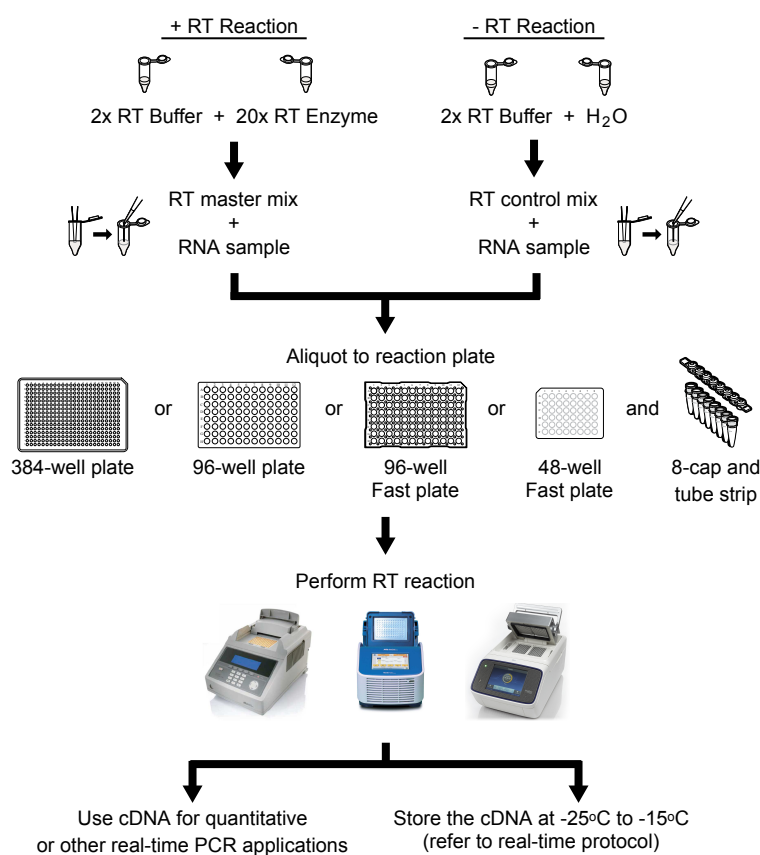 + RT Reaction
- RT Reaction
2x RT Buffer + 20x RT Enzyme
2x RT Buffer + H₂O
RT master mix
+
RNA sample
RT control mix
+
RNA sample
Aliquot to reaction plate
or
or
or
and
384-well plate
96-well plate
96-well
Fast plate
48-well
Fast plate
8-cap and
tube strip
Perform RT reaction
Use cDNA for quantitative
or other real-time PCR applications
Store the cDNA at -25ºC to -15ºC
(refer to real-time protocol)